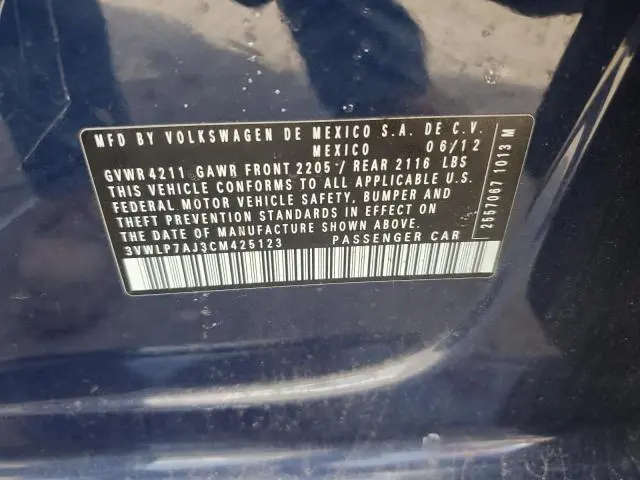 MFD BY VOLKSWAGEN DE MEXICO S.A. DE C.V.
MEXICO 06/12
GVWR 4211 GAWR FRONT 2205 / REAR 2116 LBS
THIS VEHICLE CONFORMS TO ALL APPLICABLE U.S.
FEDERAL MOTOR VEHICLE SAFETY, BUMPER AND
THEFT PREVENTION STANDARDS IN EFFECT ON
THE DATE OF MANUFACTURE SHOWN ABOVE.
3VWLP7AJ3CM425123 PASSENGER CAR
2557067 1013 M